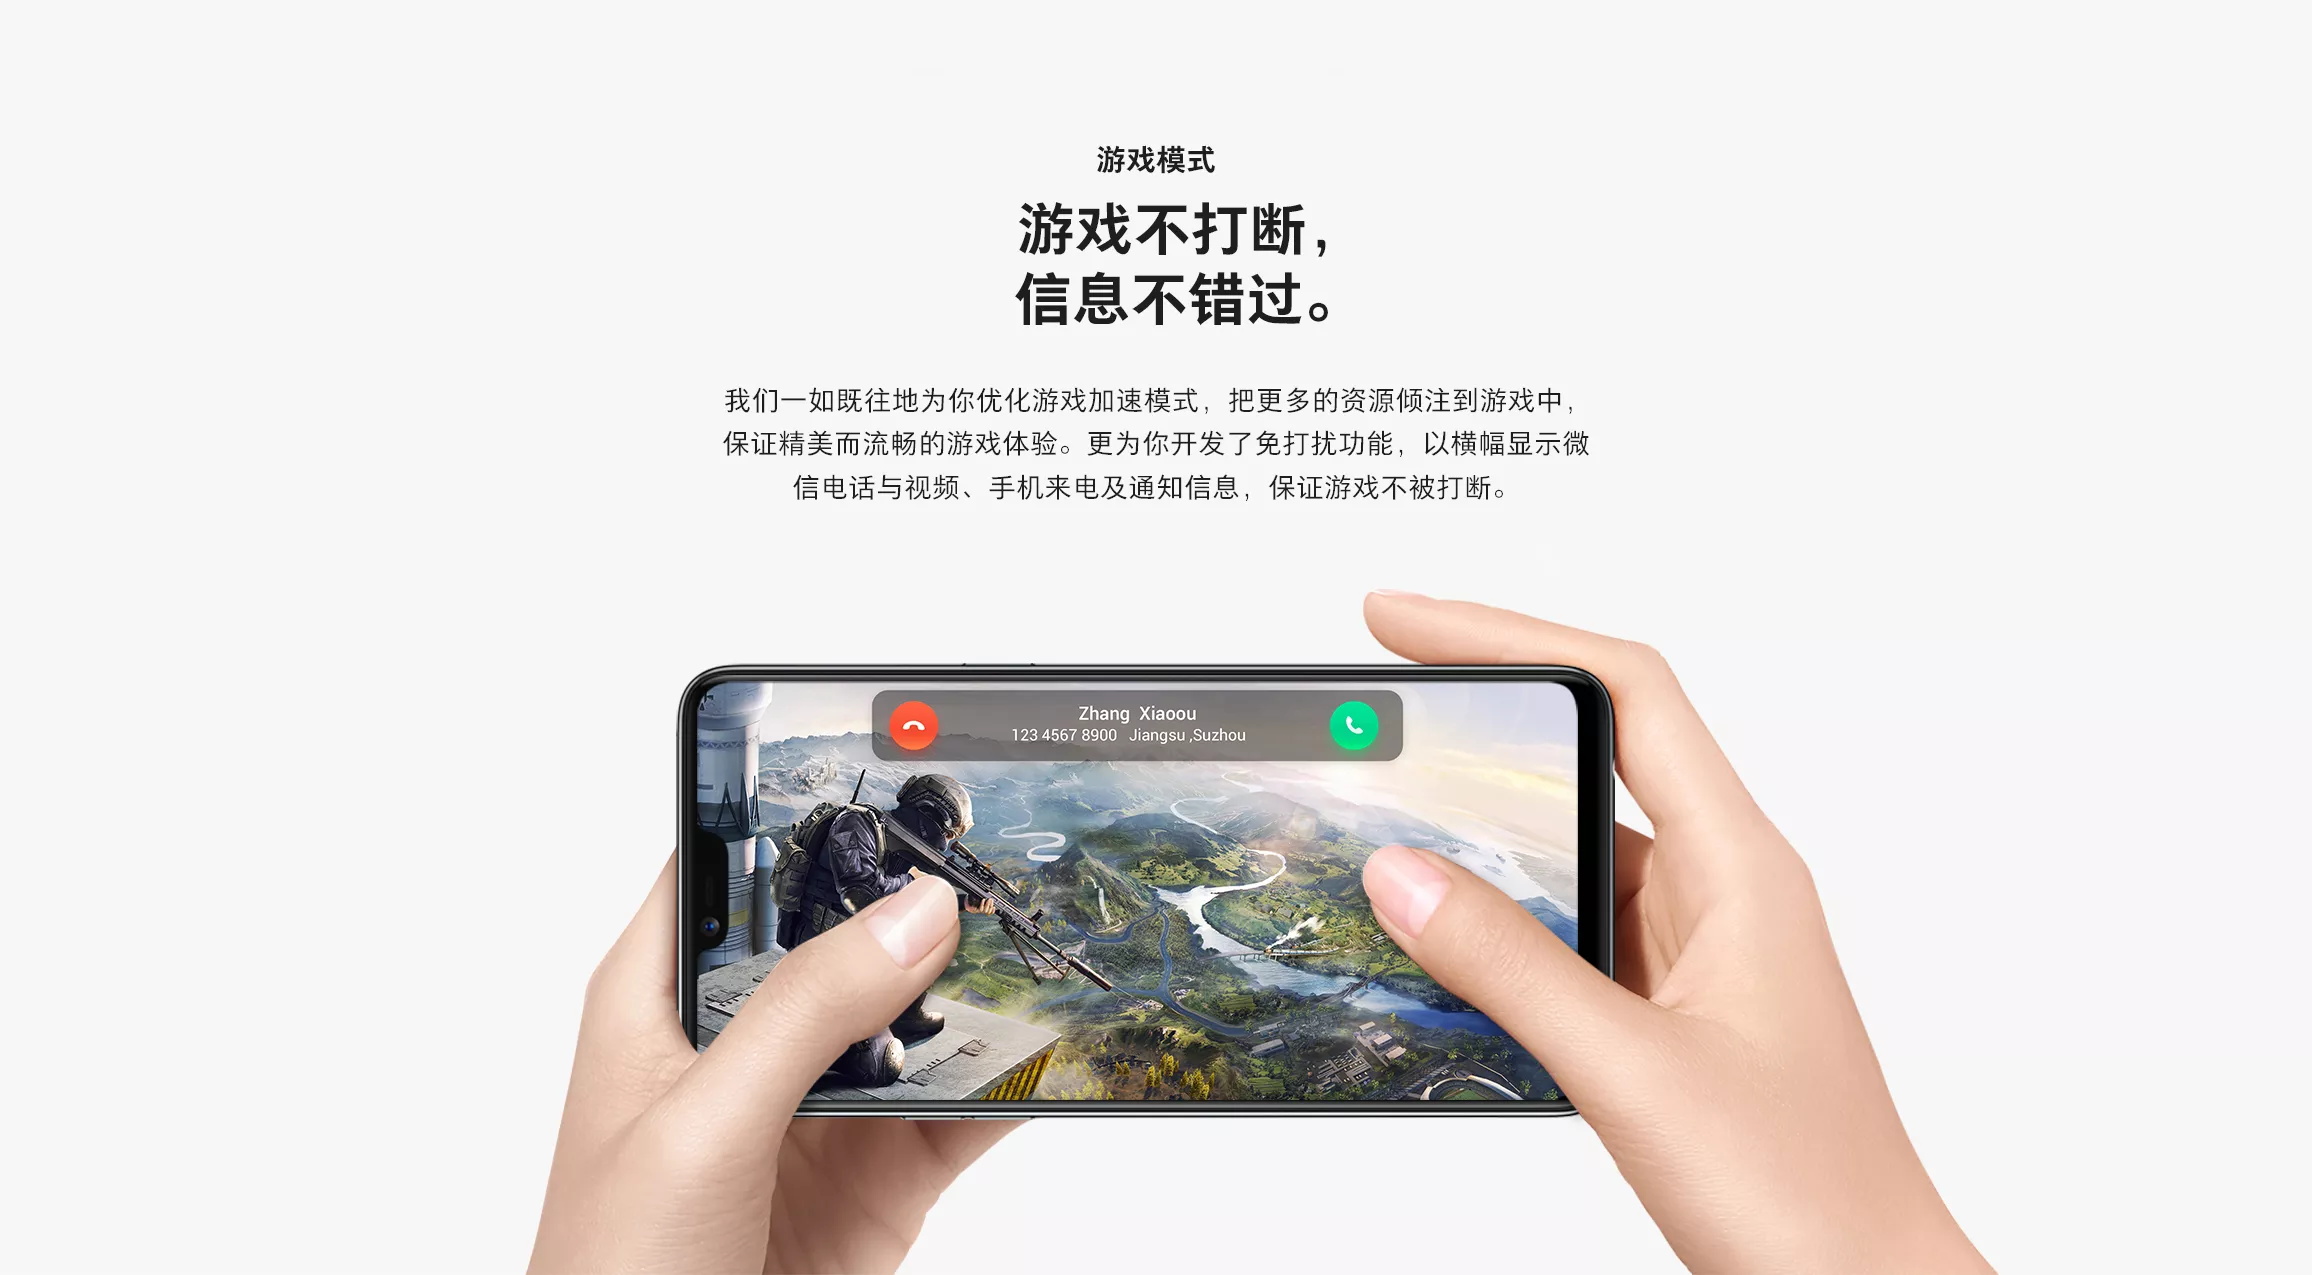 游戏模式
游戏不打断，
信息不错过。
我们一如既往地为你优化游戏加速模式，把更多的资源倾注到游戏中，
保证精美而流畅的游戏体验。更为你开发了免打扰功能，以横幅显示微
信电话与视频、手机来电及通知信息，保证游戏不被打断。
Zhang Xiaoou
123 4567 8900 Jiangsu ,Suzhou